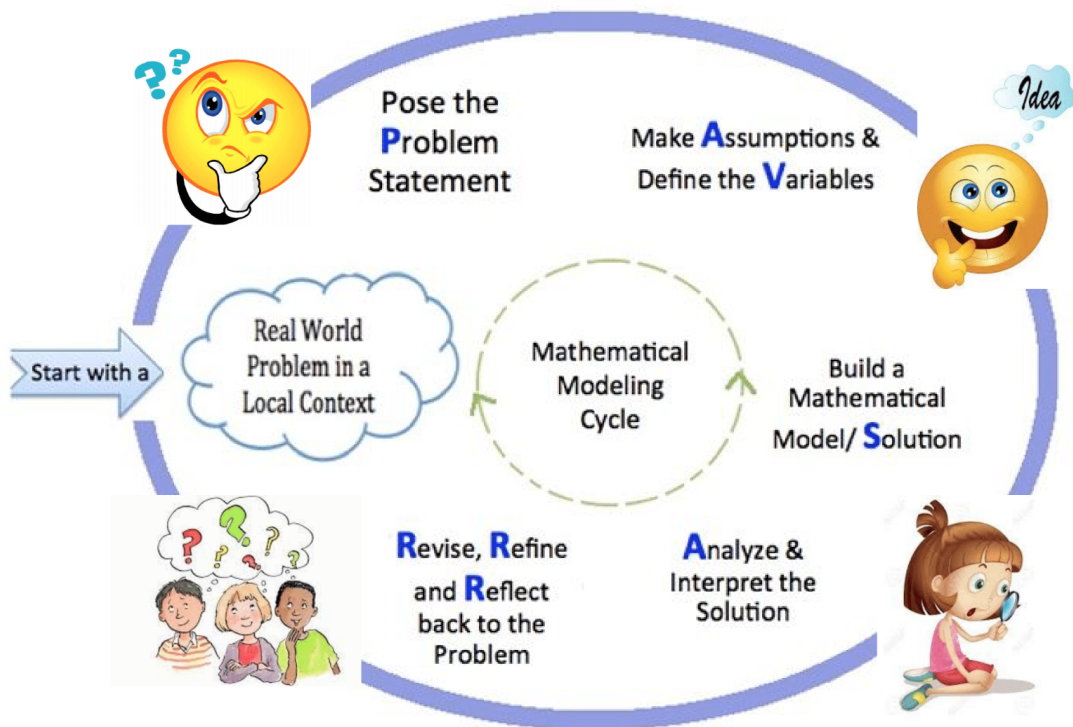 ? ?
Pose the
Problem
Statement
Idea
Make Assumptions &
Define the Variables
Start with a
Real World
Problem in a
Local Context
Mathematical
Modeling
Cycle
Build a
Mathematical
Model/ Solution
? ? ? ? ? ?
Revise, Refine
and Reflect
back to the
Problem
Analyze &
Interpret the
Solution